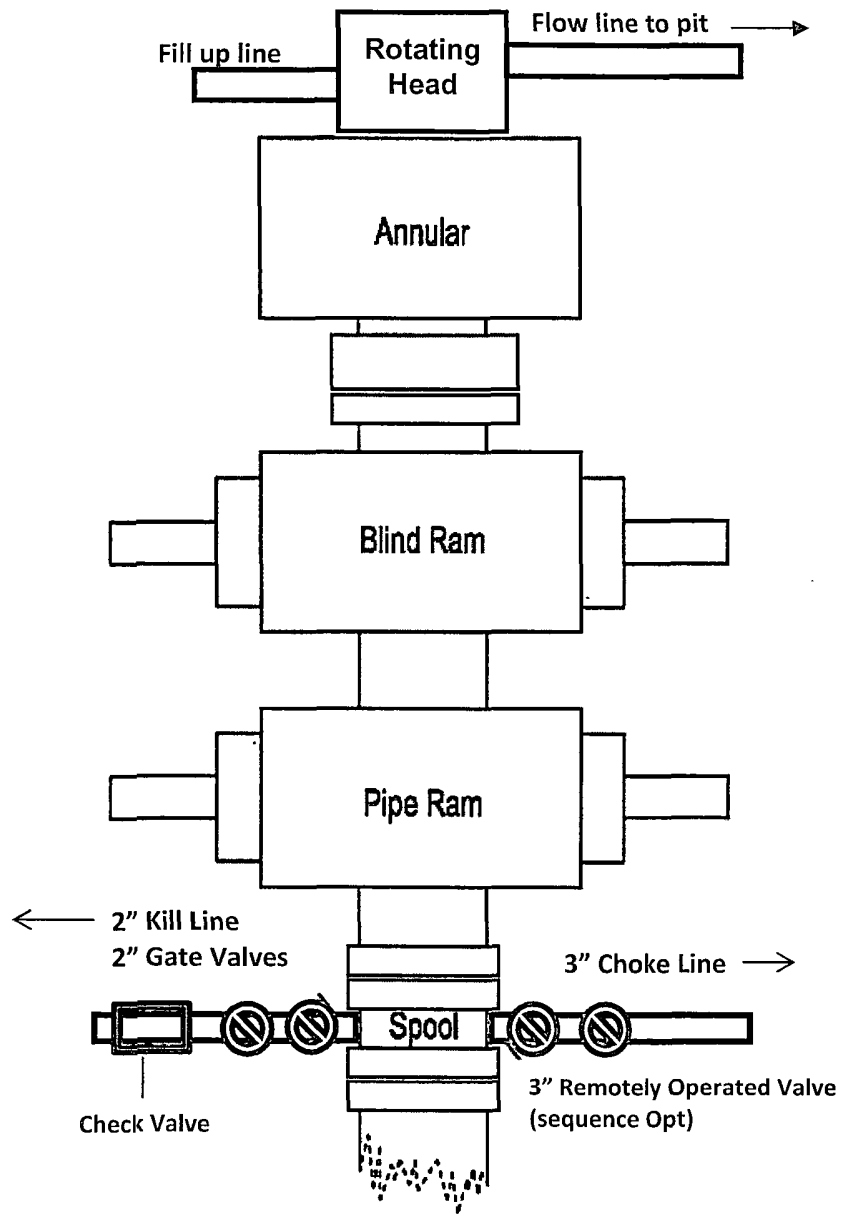 Flow line to pit
Fill up line
Rotating
Head
Annular
Blind Ram
Pipe Ram
2” Kill Line
2” Gate Valves
3” Choke Line
Spool
Check Valve
3” Remotely Operated Valve
(sequence Opt)